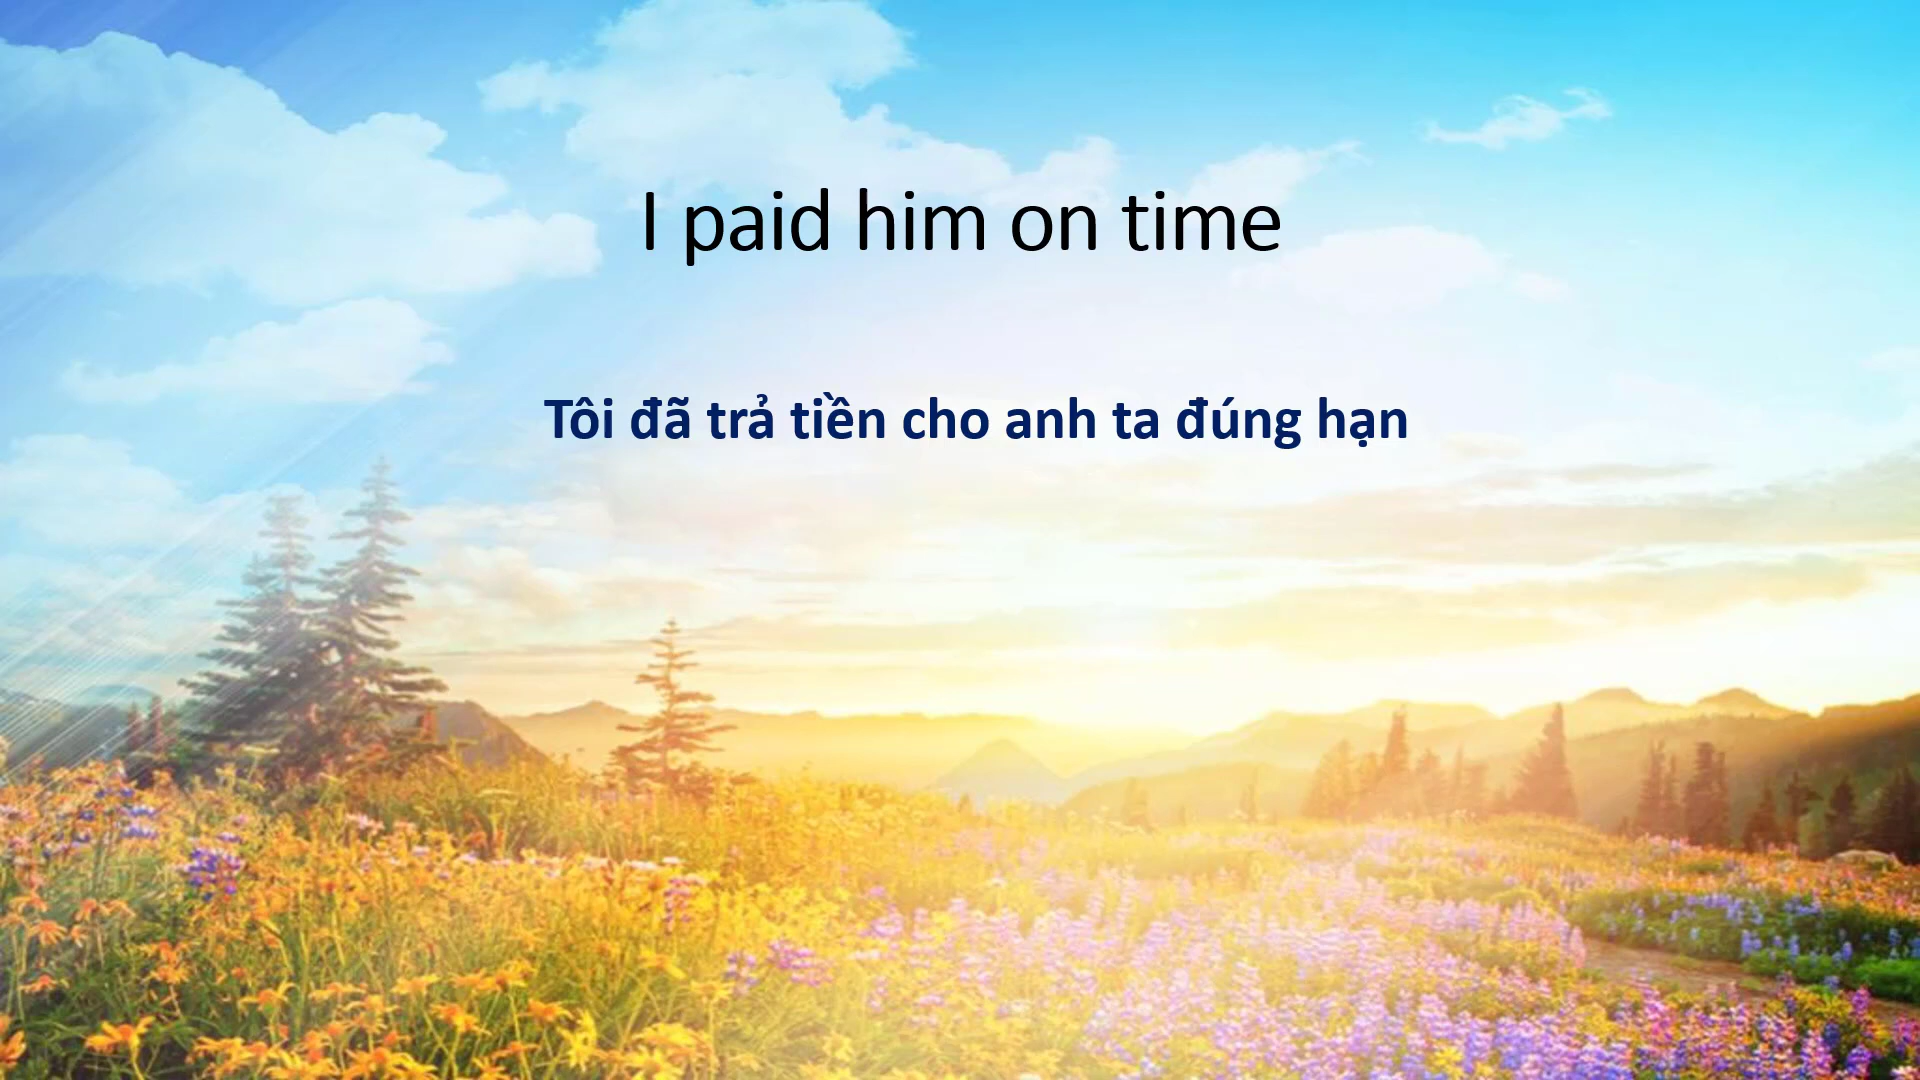 I paid him on time
Tôi đã trả tiền cho anh ta đúng hạn